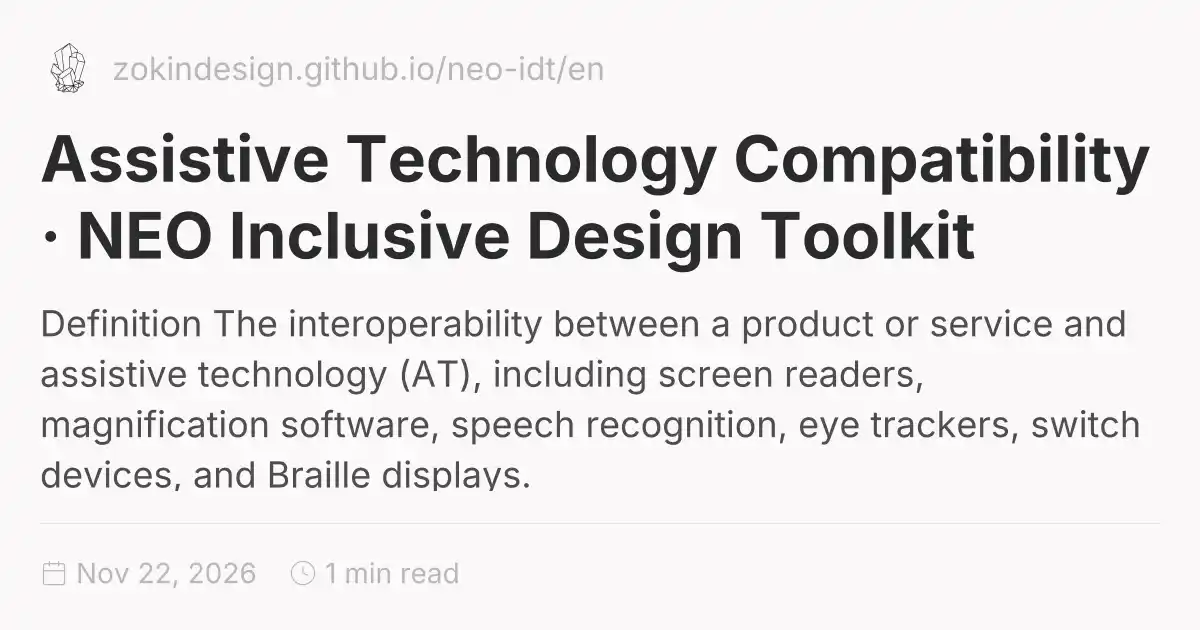 zokindesign.github.io/neo-idt/en
Assistive Technology Compatibility
· NEO Inclusive Design Toolkit
Definition The interoperability between a product or service and
assistive technology (AT), including screen readers,
magnification software, speech recognition, eye trackers, switch
devices, and Braille displays.
Nov 22, 2026 1 min read